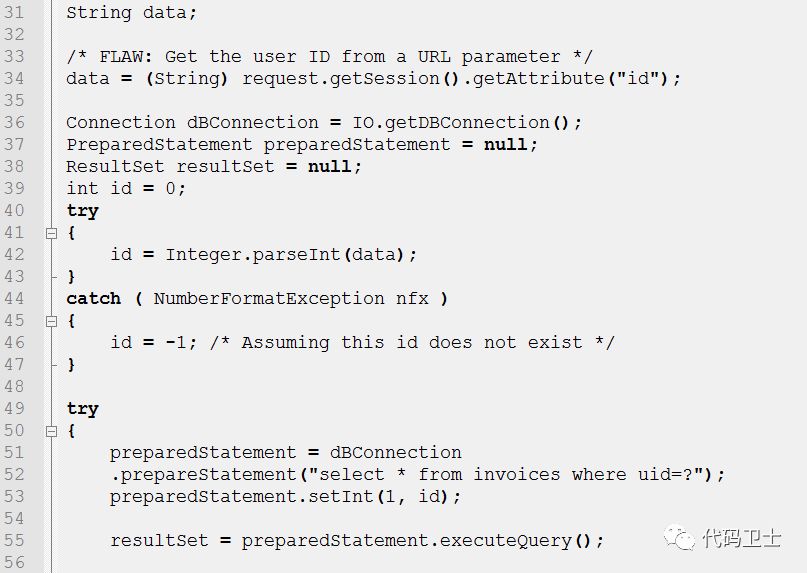 31 String data;
32
33 /* FLAW: Get the user ID from a URL parameter */
34 data = (String) request.getSession().getAttribute("id");
35
36 Connection dBConnection = IO.getDBConnection();
37 PreparedStatement preparedStatement = null;
38 ResultSet resultSet = null;
39 int id = 0;
40 try
41 {
42 id = Integer.parseInt(data);
43 }
44 catch ( NumberFormatException nfx )
45 {
46 id = -1; /* Assuming this id does not exist */
47 }
48
49 try
50 {
51 preparedStatement = dBConnection
52 .prepareStatement("select * from invoices where uid=?");
53 preparedStatement.setInt(1, id);
54
55 resultSet = preparedStatement.executeQuery();
56
代码卫士